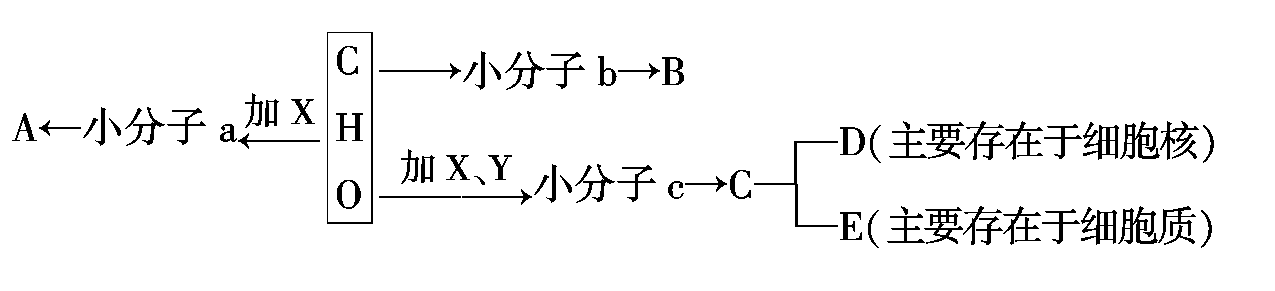 C ⟶小分子 b→B
A←小分子 a 加 X H
O 加 X、Y 小分子 c→C
D(主要存在于细胞核)
E(主要存在于细胞质)